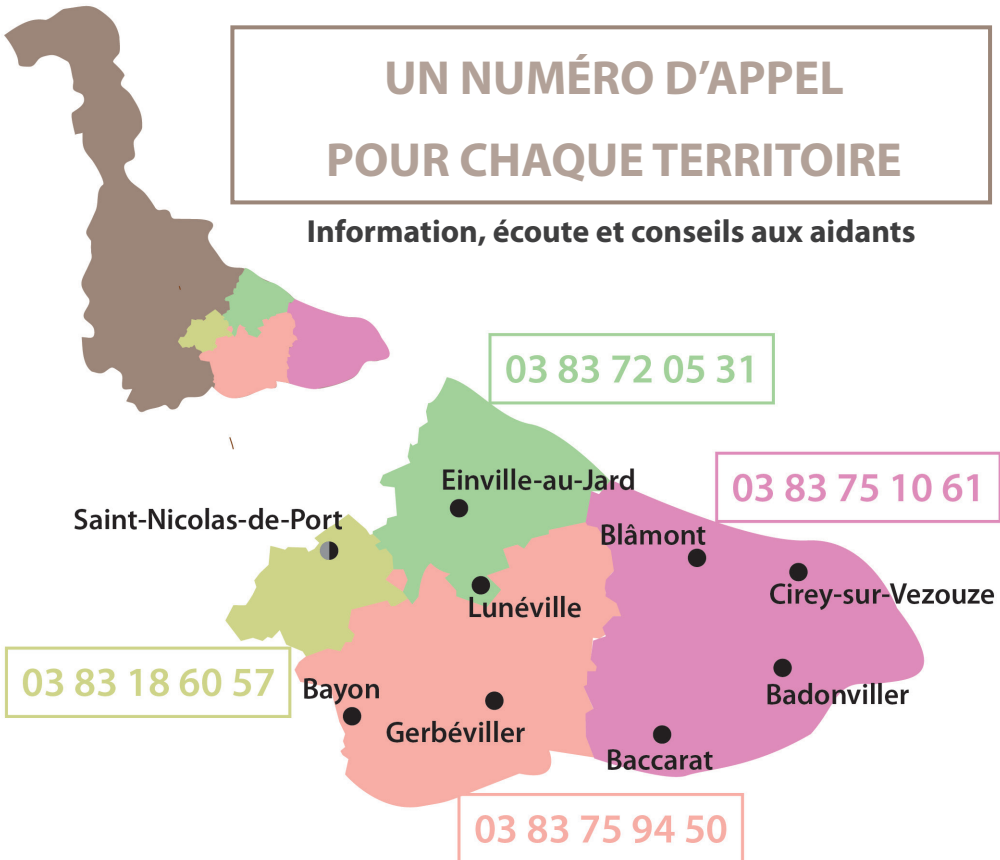 UN NUMÉRO D’APPEL
POUR CHAQUE TERRITOIRE
Information, écoute et conseils aux aidants
03 83 72 05 31
Einville-au-Jard
03 83 75 10 61
Saint-Nicolas-de-Port
Blâmont
Cirey-sur-Vezouze
Lunéville
03 83 18 60 57
Bayon
Badonviller
Gerbéviller
Baccarat
03 83 75 94 50